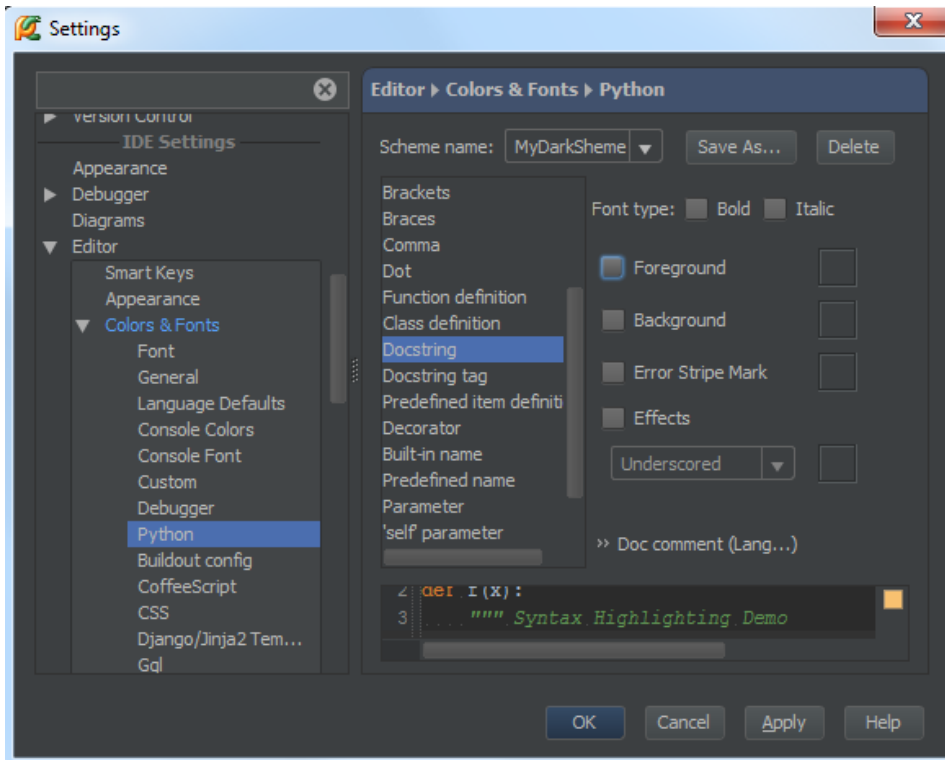 Settings
Version Control
IDE Settings
Appearance
Debugger
Diagrams
Editor
Smart Keys
Appearance
Colors & Fonts
Font
General
Language Defaults
Console Colors
Console Font
Custom
Debugger
Python
Buildout config
CoffeeScript
CSS
Django/Jinja2 Tem...
Gql
Editor ▸ Colors & Fonts ▸ Python
Scheme name: MyDarkSheme Save As... Delete
Brackets
Braces
Comma
Dot
Function definition
Class definition
Docstring
Docstring tag
Predefined item definiti
Decorator
Built-in name
Predefined name
Parameter
'self' parameter
Font type: Bold Italic
Foreground
Background
Error Stripe Mark
Effects
Underscored
>> Doc comment (Lang...)
2 def f(x):
3 .... """ Syntax Highlighting Demo
OK Cancel Apply Help